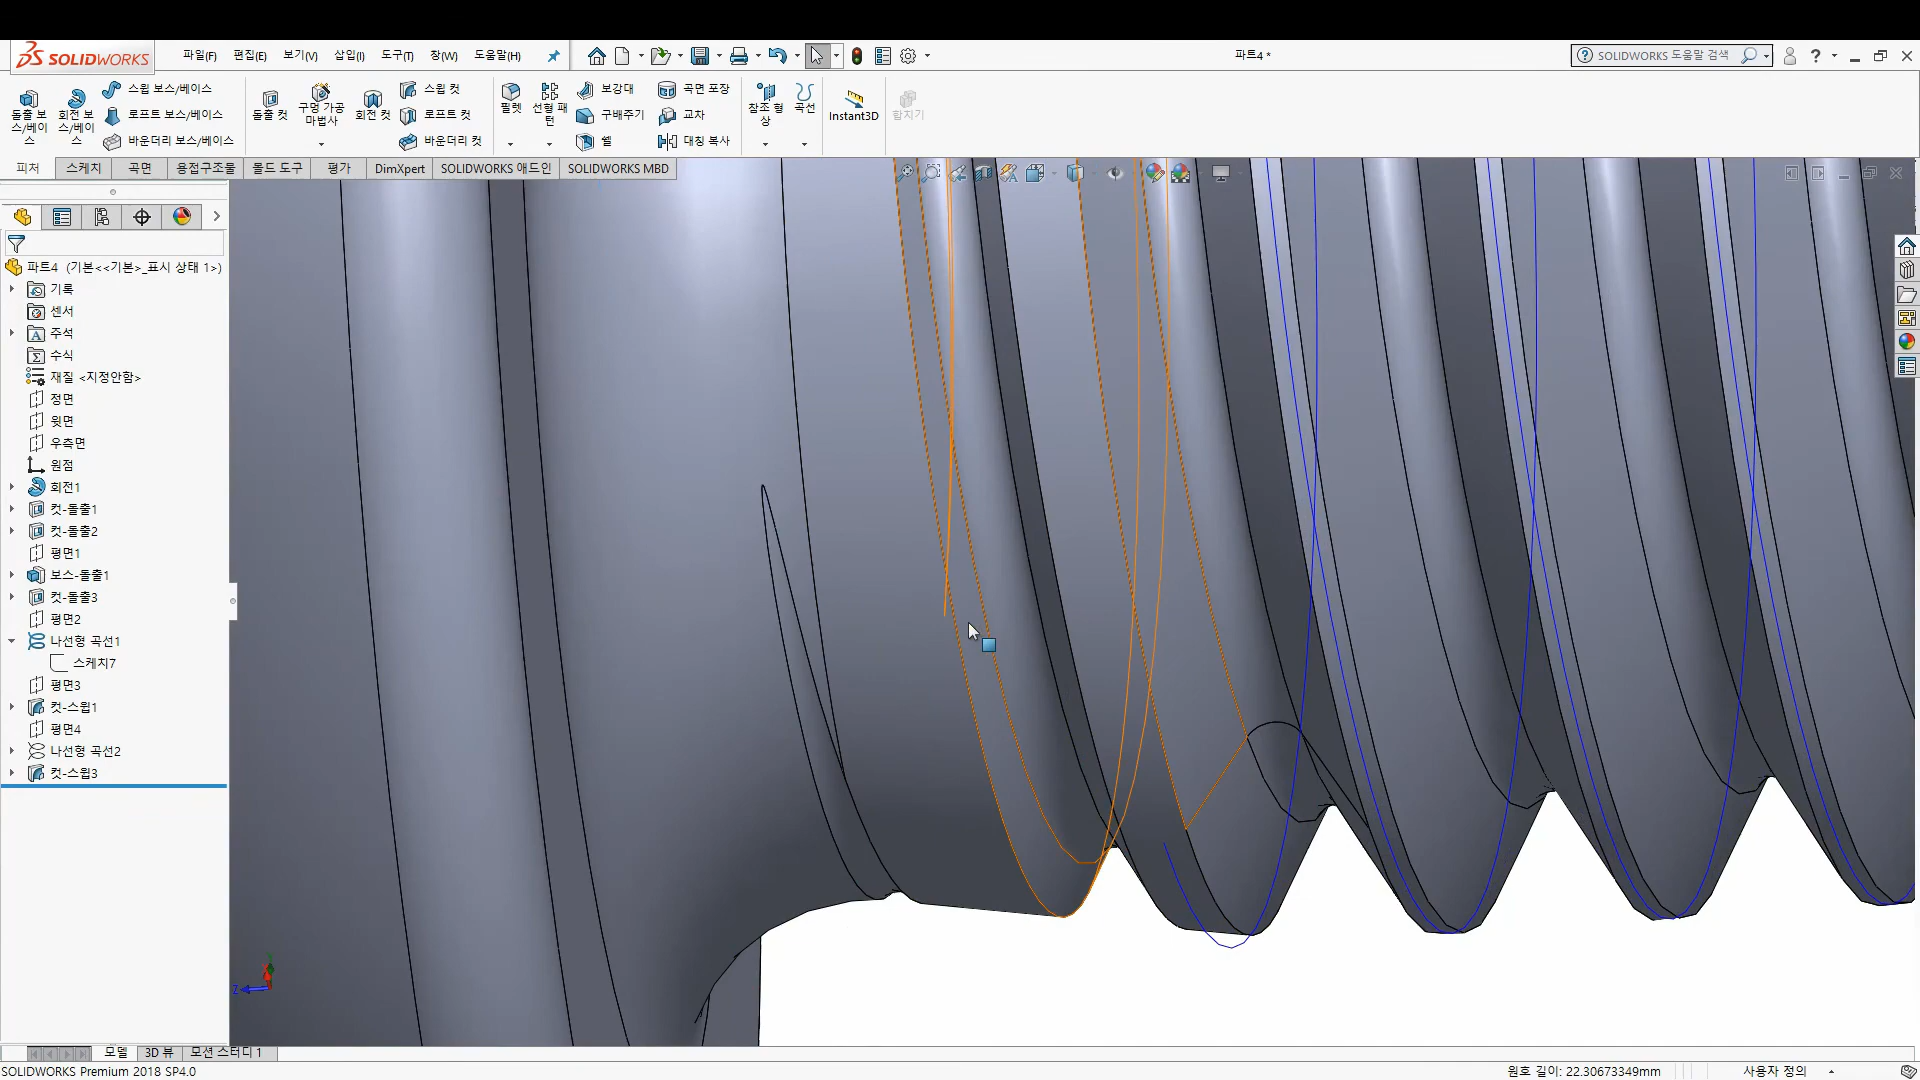 SOLIDWORKS
파일(F) 편집(E) 보기(V) 삽입(I) 도구(T) 창(W) 도움말(H)
파트4 *
SOLIDWORKS 도움말 검색
돌출 보스/베이스
회전 보스/베이스
스윕 보스/베이스
로프트 보스/베이스
바운더리 보스/베이스
돌출 컷
구멍 가공 마법사
회전 컷
스윕 컷
로프트 컷
바운더리 컷
필렛
선형 패턴
보강대
구배주기
쉘
곡면 포장
교차
대칭 복사
참조 형상
곡선
Instant3D
합치기
피처 스케치 곡면 용접구조물 몰드 도구 평가 DimXpert SOLIDWORKS 애드인 SOLIDWORKS MBD
파트4 (기본<<기본>_표시 상태 1>)
기록
센서
주석
수식
재질 <지정안함>
정면
윗면
우측면
원점
회전1
컷-돌출1
컷-돌출2
평면1
보스-돌출1
컷-돌출3
평면2
나선형 곡선1
스케치7
평면3
컷-스윕1
평면4
나선형 곡선2
컷-스윕3
Z
모델 3D 뷰 모션 스터디 1
SOLIDWORKS Premium 2018 SP4.0
원호 길이: 22.30673349mm
사용자 정의